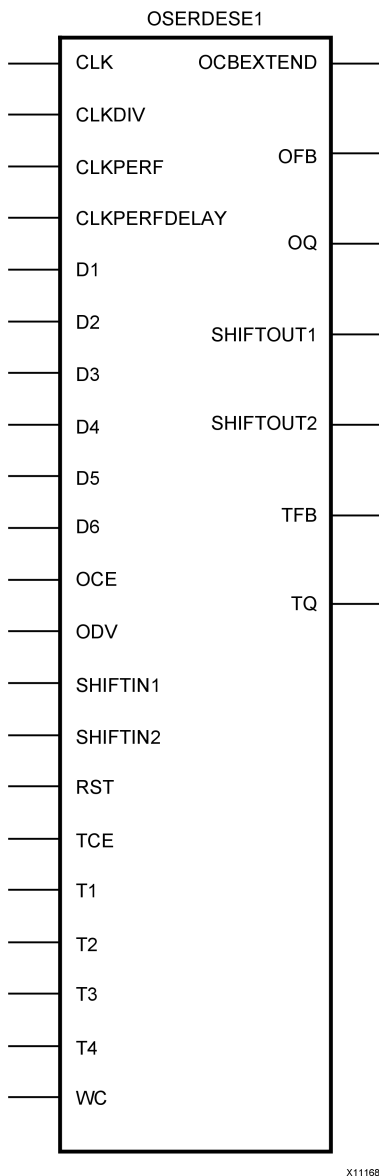 OSERDESE1
CLK
OCBEXTEND
CLKDIV
OFB
CLKPERF
CLKPERFDELAY
OQ
D1
D2
SHIFTOUT1
D3
D4
SHIFTOUT2
D5
TFB
D6
OCE
TQ
ODV
SHIFTIN1
SHIFTIN2
RST
TCE
T1
T2
T3
T4
WC
X11168